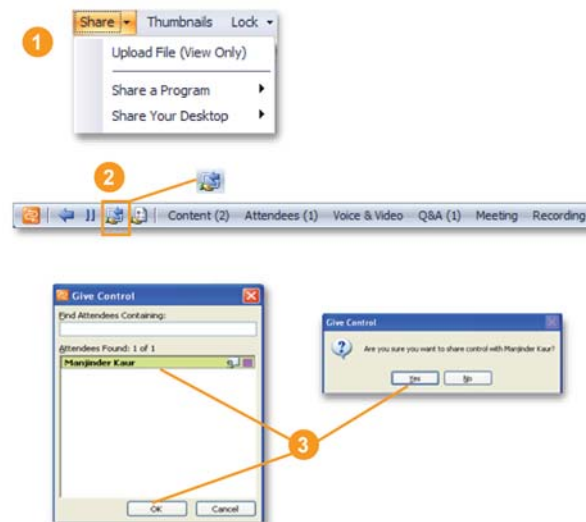 1
Share Thumbnails Lock
Upload File (View Only)
Share a Program
Share Your Desktop
2
Content (2) Attendees (1) Voice & Video Q&A (1) Meeting Recording
Give Control
Find Attendees Containing:
Attendees Found: 1 of 1
Manjinder Kaur
OK Cancel
Give Control
Are you sure you want to share control with Manjinder Kaur?
Yes No
3